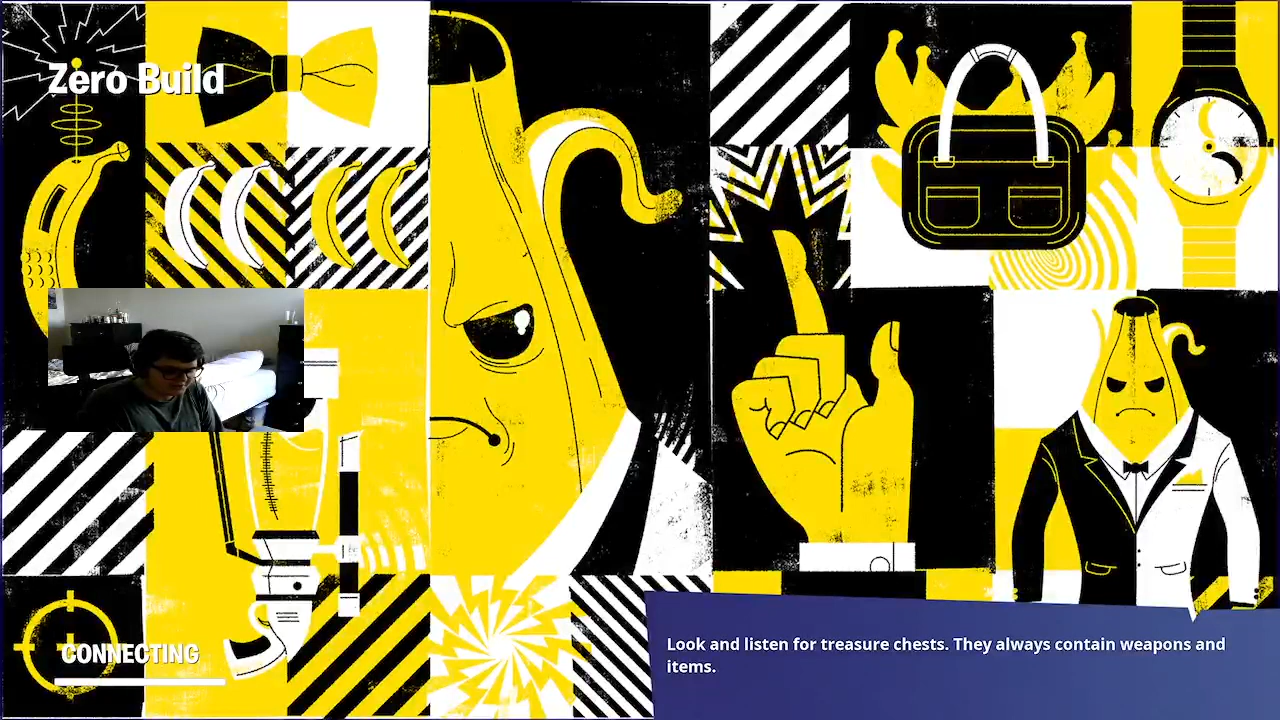 Zero Build
CONNECTING
Look and listen for treasure chests. They always contain weapons and
items.